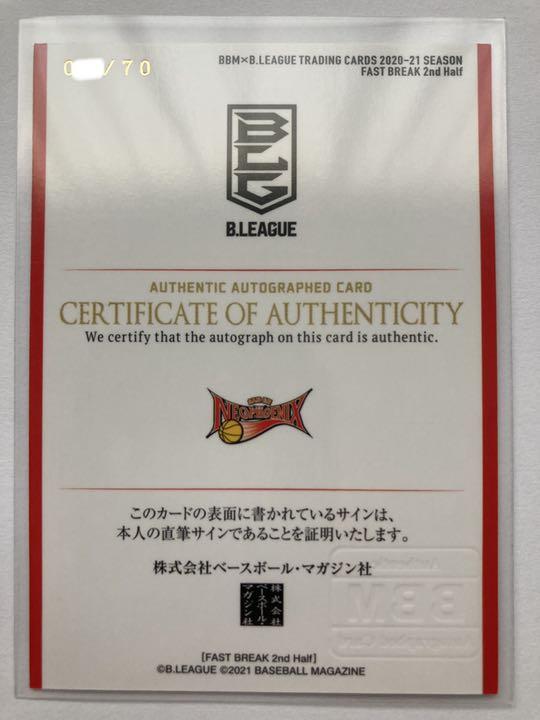 /70
BBM×B.LEAGUE TRADING CARDS 2020-21 SEASON
FAST BREAK 2nd Half
BLG
B.LEAGUE
AUTHENTIC AUTOGRAPHED CARD
CERTIFICATE OF AUTHENTICITY
We certify that the autograph on this card is authentic.
SAN-EN
NEOPHOENIX
このカードの表面に書かれているサインは、
本人の直筆サインであることを証明いたします。
株式会社ベースボール・マガジン社
株式会社
ベースボール・
マガジン社
BBM
[FAST BREAK 2nd Half]
©B.LEAGUE ©2021 BASEBALL MAGAZINE